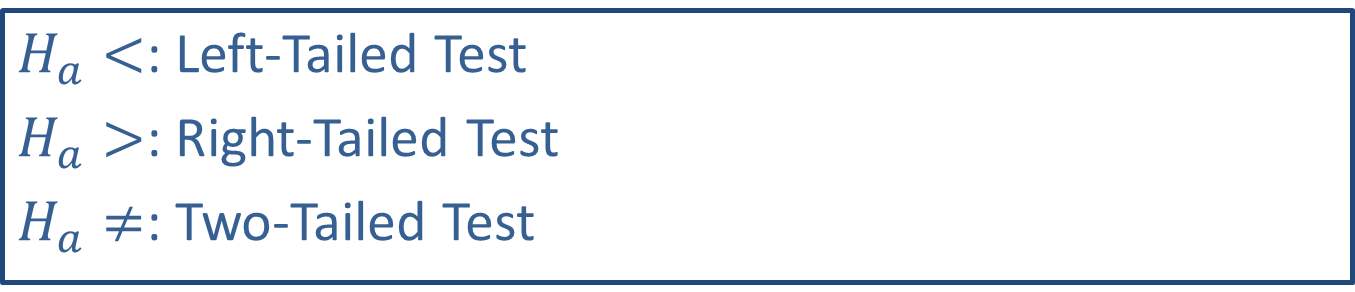 Hₐ <: Left-Tailed Test
Hₐ >: Right-Tailed Test
Hₐ ≠: Two-Tailed Test